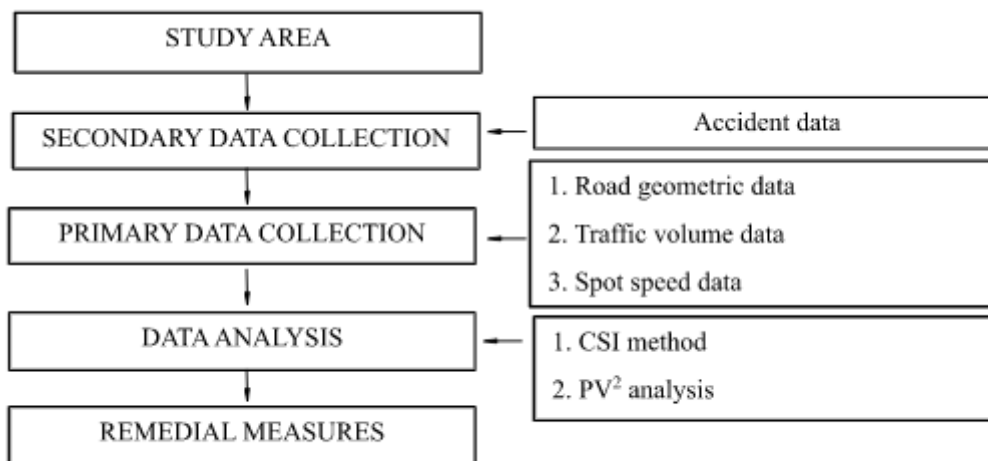 STUDY AREA
SECONDARY DATA COLLECTION
Accident data
PRIMARY DATA COLLECTION
1. Road geometric data
2. Traffic volume data
3. Spot speed data
DATA ANALYSIS
1. CSI method
2. PV² analysis
REMEDIAL MEASURES